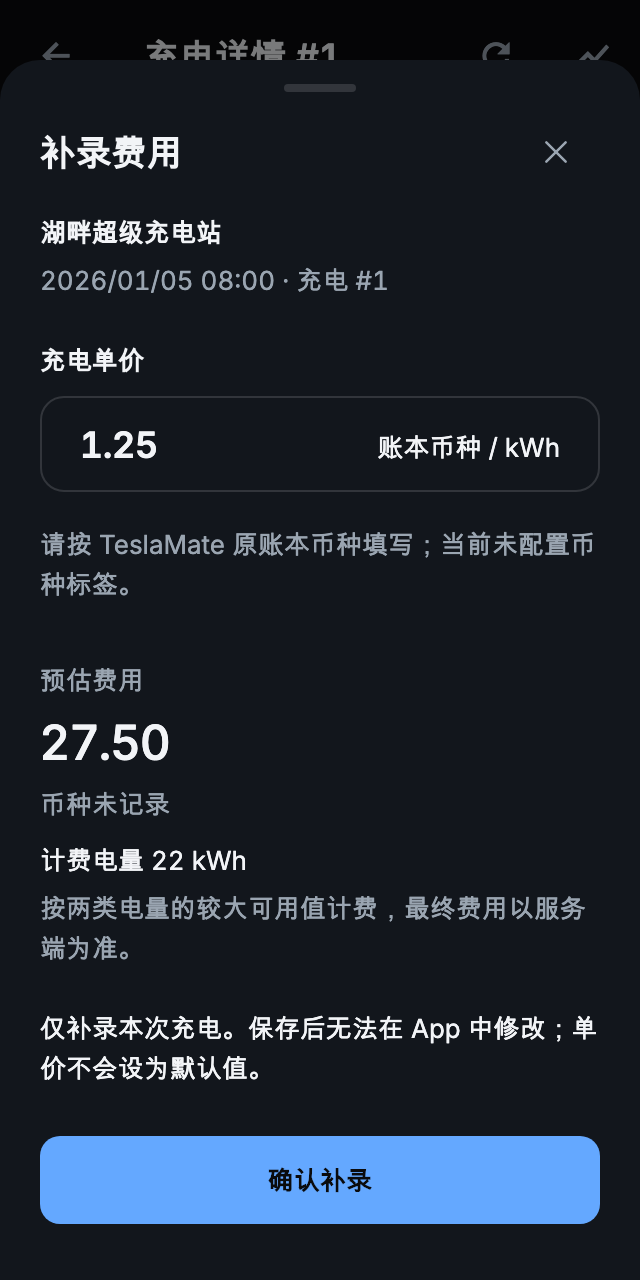 充电详情 #1
补录费用
湖畔超级充电站
2026/01/05 08:00 · 充电 #1
充电单价
1.25 账本币种 / kWh
请按 TeslaMate 原账本币种填写；当前未配置币
种标签。
预估费用
27.50
币种未记录
计费电量 22 kWh
按两类电量的较大可用值计费，最终费用以服务
端为准。
仅补录本次充电。保存后无法在 App 中修改；单
价不会设为默认值。
确认补录